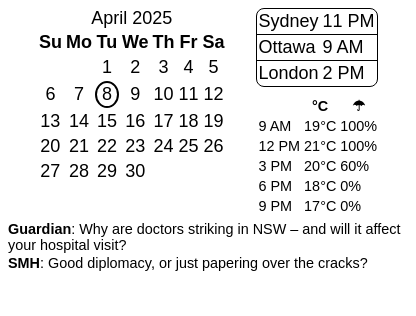 April 2025
Su Mo Tu We Th Fr Sa
1 2 3 4 5
6 7 8 9 10 11 12
13 14 15 16 17 18 19
20 21 22 23 24 25 26
27 28 29 30
Sydney 11 PM
Ottawa 9 AM
London 2 PM
°C ☂
9 AM 19°C 100%
12 PM 21°C 100%
3 PM 20°C 60%
6 PM 18°C 0%
9 PM 17°C 0%
Guardian: Why are doctors striking in NSW – and will it affect
your hospital visit?
SMH: Good diplomacy, or just papering over the cracks?